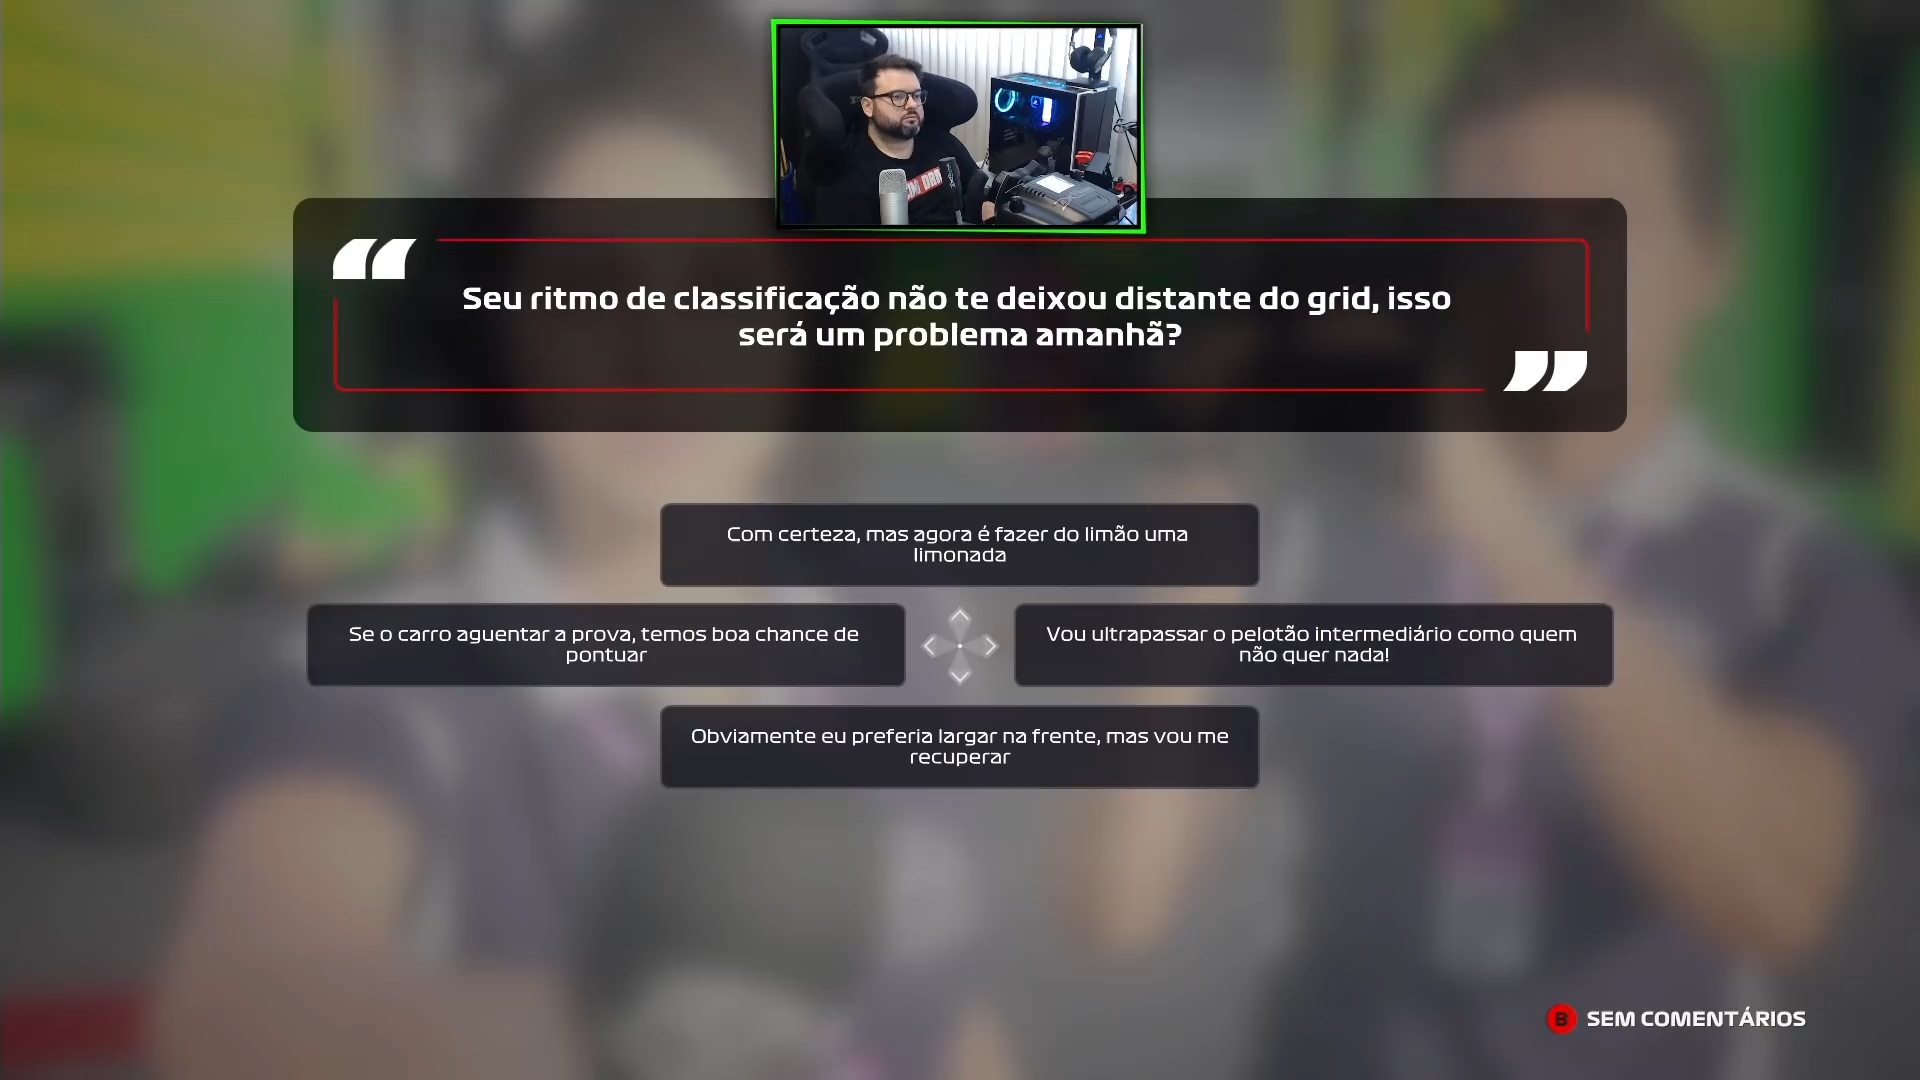 Seu ritmo de classificação não te deixou distante do grid, isso
será um problema amanhã?
Com certeza, mas agora é fazer do limão uma
limonada
Se o carro aguentar a prova, temos boa chance de
pontuar
Vou ultrapassar o pelotão intermediário como quem
não quer nada!
Obviamente eu preferia largar na frente, mas vou me
recuperar
B SEM COMENTÁRIOS